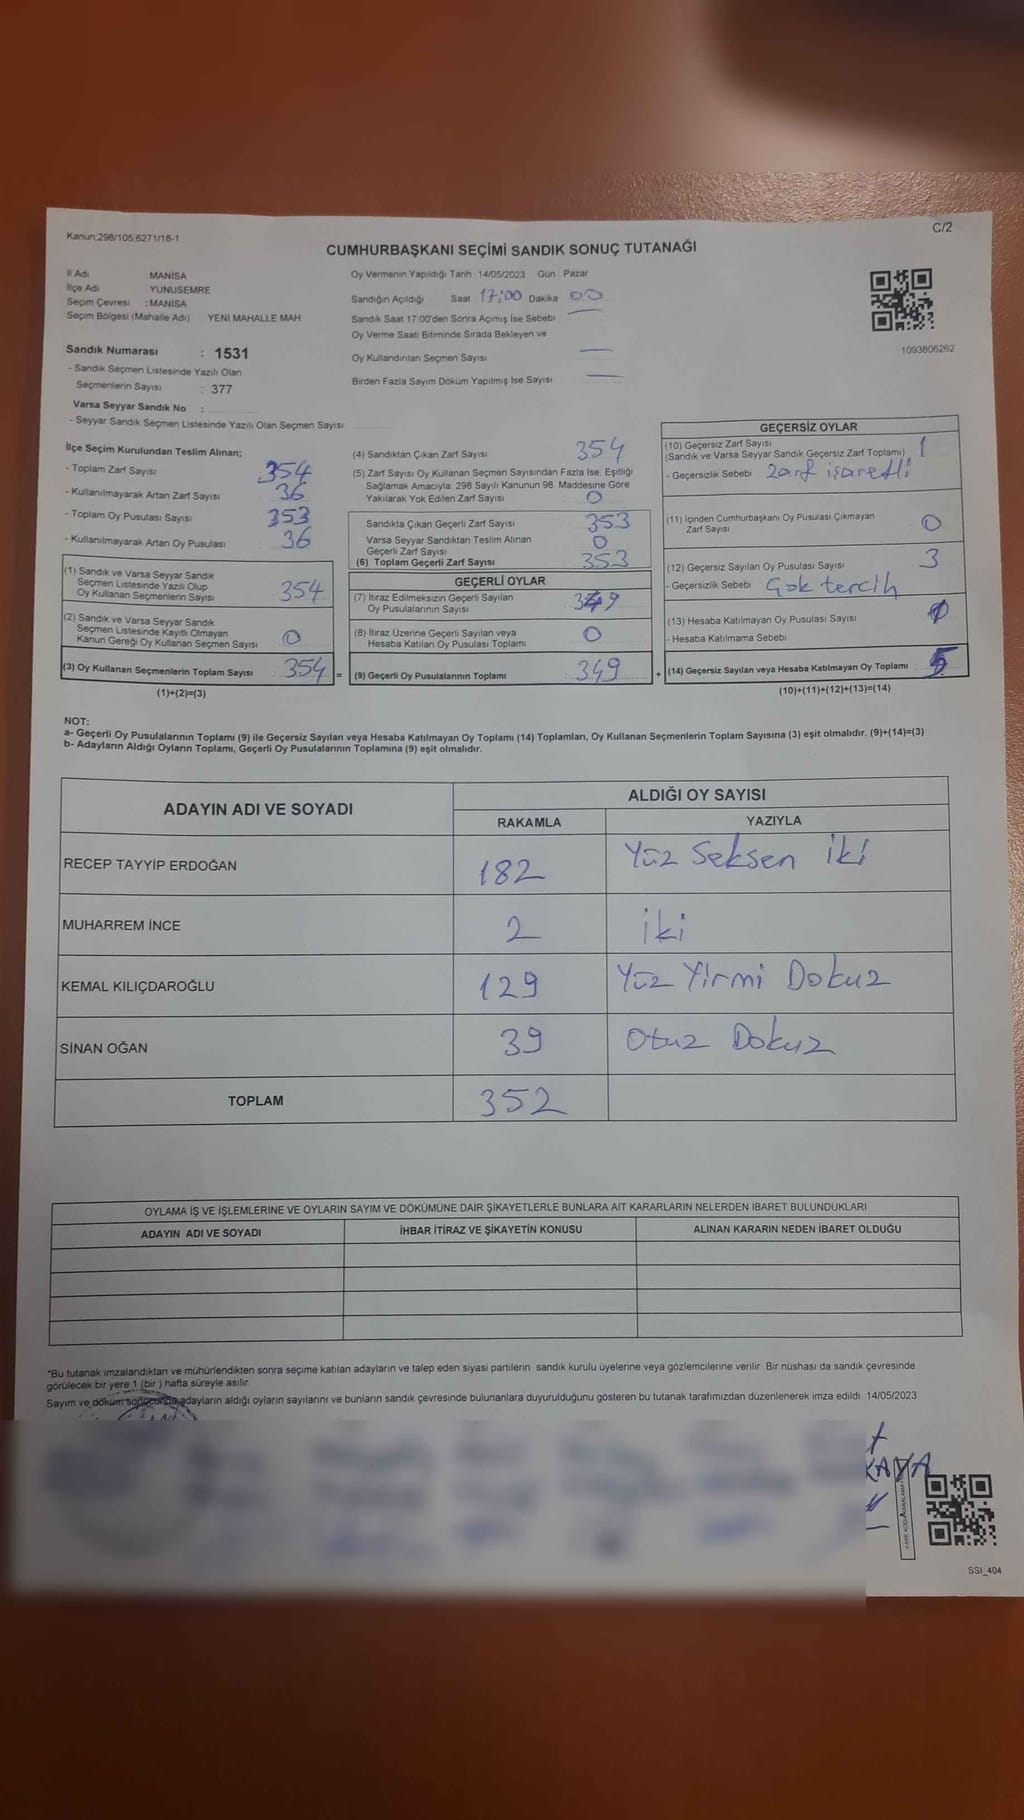 Kanun:298/105,6271/18-1
C/2
CUMHURBAŞKANI SEÇİMİ SANDIK SONUÇ TUTANAĞI
İl Adı : MANİSA
İlçe Adı YUNUSEMRE
Seçim Çevresi : MANİSA
Seçim Bölgesi (Mahalle Adı) YENİ MAHALLE MAH.
Sandık Numarası : 1531
- Sandık Seçmen Listesinde Yazılı Olan
Seçmenlerin Sayısı : 377
Varsa Seyyar Sandık No :
- Seyyar Sandık Seçmen Listesinde Yazılı Olan Seçmen Sayısı:
Oy Vermenin Yapıldığı Tarih : 14/05/2023 Gün : Pazar
Sandığın Açıldığı Saat 17:00 Dakika 00
Sandık Saat 17:00'den Sonra Açımış İse Sebebi
Oy Verme Saati Bitiminde Sırada Bekleyen ve
Oy Kullandırılan Seçmen Sayısı
Birden Fazla Sayım Döküm Yapılmış İse Sayısı
1093806262
İlçe Seçim Kurulundan Teslim Alınan;
- Toplam Zarf Sayısı 354
- Kullanılmayarak Artan Zarf Sayısı 36
- Toplam Oy Pusulası Sayısı 353
- Kullanılmayarak Artan Oy Pusulası 36
(1) Sandık ve Varsa Seyyar Sandık
Seçmen Listesinde Yazılı Olup
Oy Kullanan Seçmenlerin Sayısı 354
(2) Sandık ve Varsa Seyyar Sandık
Seçmen Listesinde Kayıtlı Olmayan
Kanun Gereği Oy Kullanan Seçmen Sayısı 0
(3) Oy Kullanan Seçmenlerin Toplam Sayısı : 354 =
(1)+(2)=(3)
(4) Sandıktan Çıkan Zarf Sayısı 354
(5) Zarf Sayısı Oy Kullanan Seçmen Sayısından Fazla İse, Eşitliği
Sağlamak Amacıyla, 298 Sayılı Kanunun 98. Maddesine Göre
Yakılarak Yok Edilen Zarf Sayısı : 0
Sandıkta Çıkan Geçerli Zarf Sayısı : 353
Varsa Seyyar Sandıktan Teslim Alınan
Geçerli Zarf Sayısı 0
(6) Toplam Geçerli Zarf Sayısı : 353
GEÇERLİ OYLAR
(7) İtiraz Edilmeksizin Geçerli Sayılan
Oy Pusulalarının Sayısı : 349
(8) İtiraz Üzerine Geçerli Sayılan veya
Hesaba Katılan Oy Pusulası Toplamı : 0
(9) Geçerli Oy Pusulalarının Toplamı : 349 +
GEÇERSİZ OYLAR
(10) Geçersiz Zarf Sayısı 1
(Sandık ve Varsa Seyyar Sandık Geçersiz Zarf Toplamı)
- Geçersizlik Sebebi Zarf işaretli
(11) İçinden Cumhurbaşkanı Oy Pusulası Çıkmayan
Zarf Sayısı 0
(12) Geçersiz Sayılan Oy Pusulası Sayısı 3
- Geçersizlik Sebebi Çok tercih
(13) Hesaba Katılmayan Oy Pusulası Sayısı
- Hesaba Katılmama Sebebi
(14) Geçersiz Sayılan veya Hesaba Katılmayan Oy Toplamı :
(10)+(11)+(12)+(13)=(14)
NOT:
a- Geçerli Oy Pusulalarının Toplamı (9) ile Geçersiz Sayılan veya Hesaba Katılmayan Oy Toplamı (14) Toplamları, Oy Kullanan Seçmenlerin Toplam Sayısına (3) eşit olmalıdır. (9)+(14)=(3)
b- Adayların Aldığı Oyların Toplamı, Geçerli Oy Pusulalarının Toplamına (9) eşit olmalıdır.
ADAYIN ADI VE SOYADI
ALDIĞI OY SAYISI
RAKAMLA YAZIYLA
RECEP TAYYİP ERDOĞAN 182 Yüz Seksen iki
MUHARREM İNCE 2 iki
KEMAL KILIÇDAROĞLU 129 Yüz Yirmi Dokuz
SİNAN OĞAN 39 Otuz Dokuz
TOPLAM 352
OYLAMA İŞ VE İŞLEMLERİNE VE OYLARIN SAYIM VE DÖKÜMÜNE DAİR ŞİKAYETLERLE BUNLARA AİT KARARLARIN NELERDEN İBARET BULUNDUKLARI
ADAYIN ADI VE SOYADI İHBAR İTİRAZ VE ŞİKAYETİN KONUSU ALINAN KARARIN NEDEN İBARET OLDUĞU
*Bu tutanak imzalandıktan ve mühürlendikten sonra seçime katılan adayların ve talep eden siyasi partilerin sandık kurulu üyelerine veya gözlemcilerine verilir. Bir nüshası da sandık çevresinde
görülecek bir yere 1 (bir ) hafta süreyle asılır.
Sayım ve döküm sonucunda adayların aldığı oyların sayılarını ve bunların sandık çevresinde bulunanlara duyurulduğunu gösteren bu tutanak tarafımızdan düzenlenerek imza edildi. 14/05/2023
KAYA
SSI_404